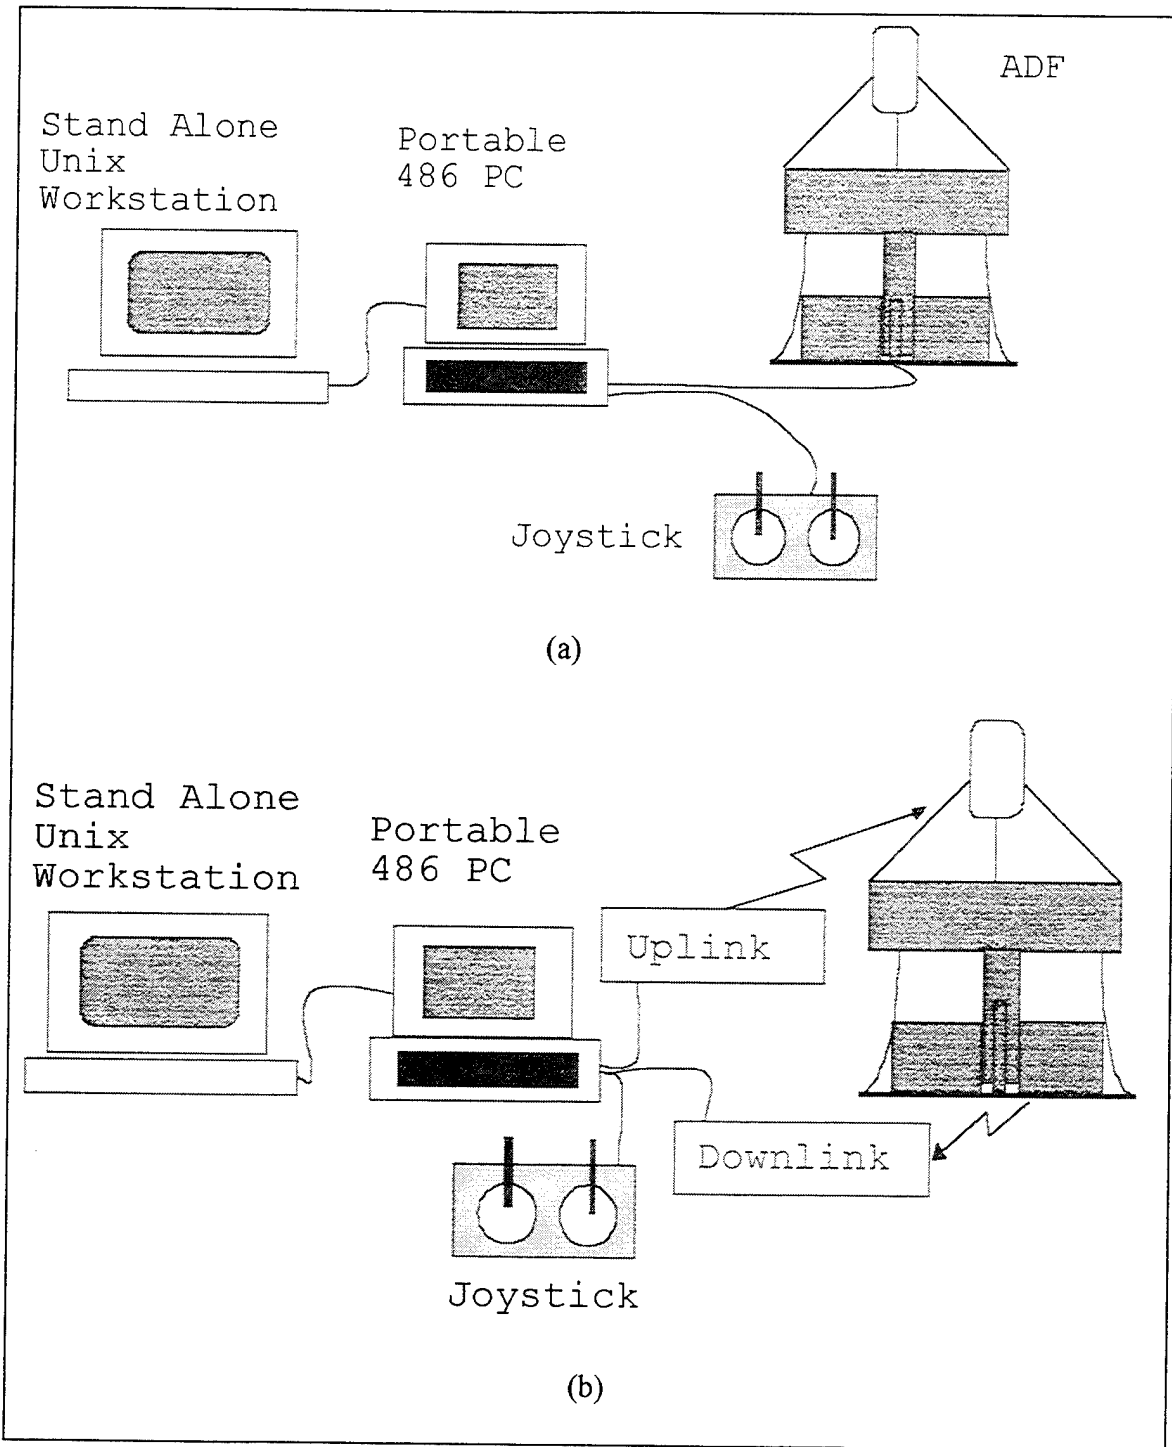 ADF
Stand Alone
Unix
Workstation
Portable
486 PC
Joystick
(a)
Stand Alone
Unix
Workstation
Portable
486 PC
Uplink
Downlink
Joystick
(b)